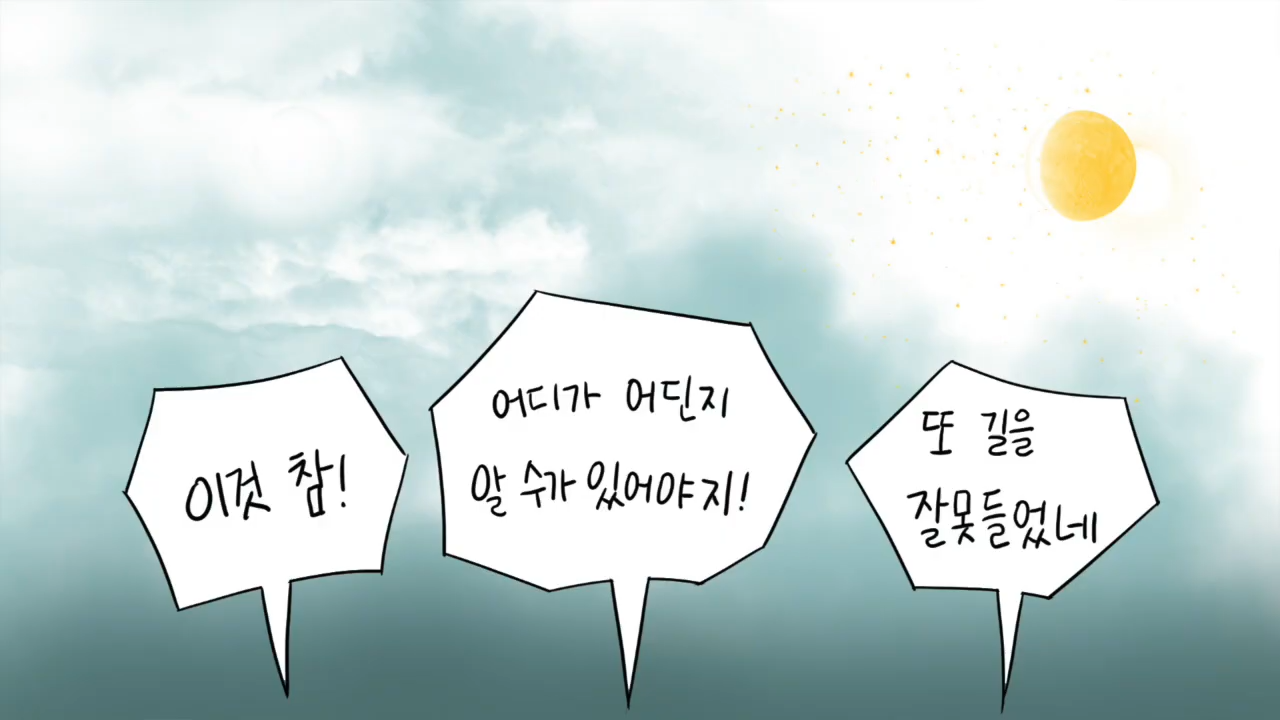 이것 참!
어디가 어딘지
알 수가 있어야지!
또 길을
잘못들었네